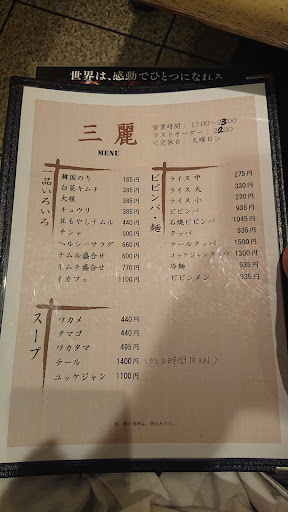 世界は、感動でひとつになれる
三麗
MENU
営業時間：17:00~23:00
ラストオーダー：22:30
＜定休日　火曜日＞
一品いろいろ
韓国のり 165円
白菜キムチ 385円
大根 385円
キュウリ 385円
豆もやしナムル 440円
チシャ 500円
ヘルシーサラダ 660円
ナムル盛合せ 770円
キムチ盛合せ 770円
イカフェ 1100円
ビビンバ・麺
ライス 中 275円
ライス 大 330円
ライス 小 220円
ビビンバ 935円
石焼ビビンバ 1045円
クッパ 935円
テールクッパ 1500円
ユッケジャンクッパ 1300円
冷麺 935円
ビビンメン 935円
スープ
ワカメ 440円
タマゴ 440円
ワカタマ 495円
テール 1400円 (少し時間頂きます。)
ユッケジャン 1100円